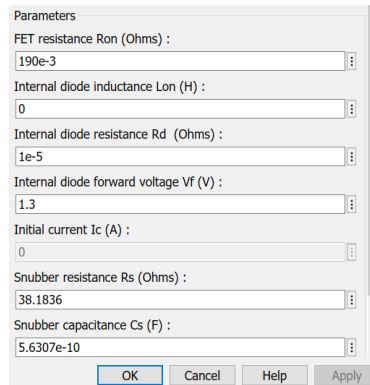 Parameters
FET resistance Ron (Ohms) :
190e-3
Internal diode inductance Lon (H) :
0
Internal diode resistance Rd (Ohms) :
1e-5
Internal diode forward voltage Vf (V) :
1.3
Initial current Ic (A) :
0
Snubber resistance Rs (Ohms) :
38.1836
Snubber capacitance Cs (F) :
5.6307e-10
OK Cancel Help Apply